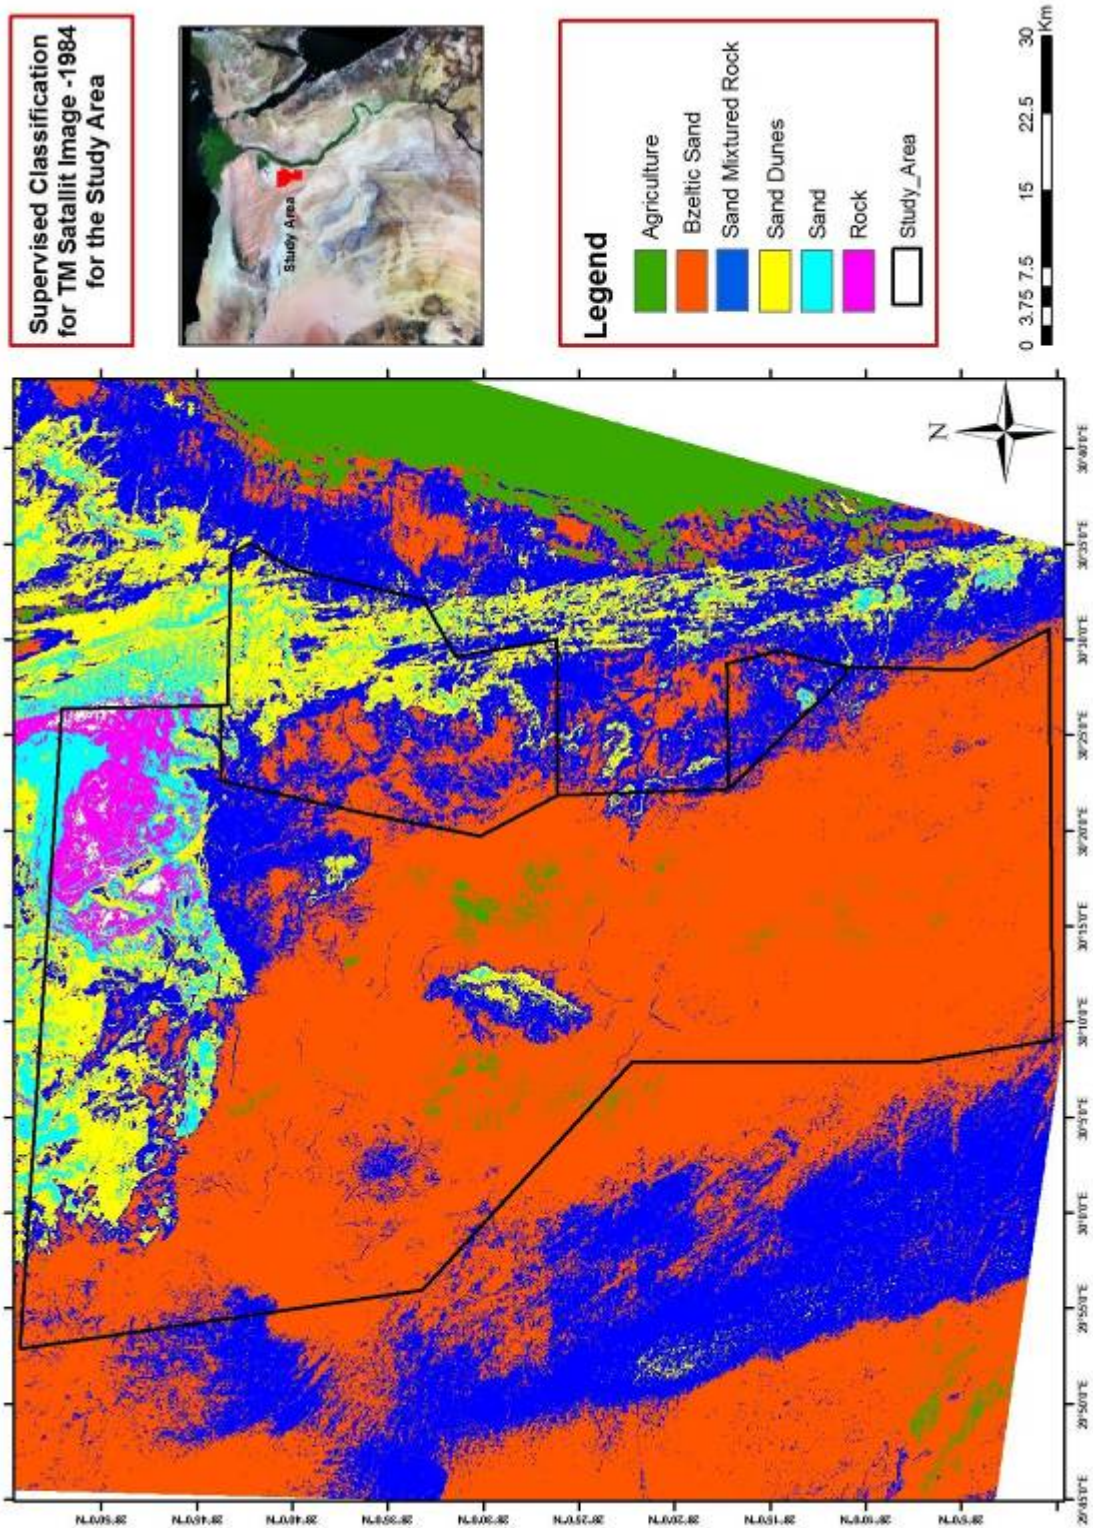 Supervised Classification
for TM Satallit Image -1984
for the Study Area
Study Area
Legend
Agriculture
Bzeltic Sand
Sand Mixtured Rock
Sand Dunes
Sand
Rock
Study_Area
0 3.75 7.5 15 22.5 30
Km
N
29°45'0"E
29°50'0"E
29°55'0"E
30°0'0"E
30°5'0"E
30°10'0"E
30°15'0"E
30°20'0"E
30°25'0"E
30°30'0"E
30°35'0"E
30°40'0"E